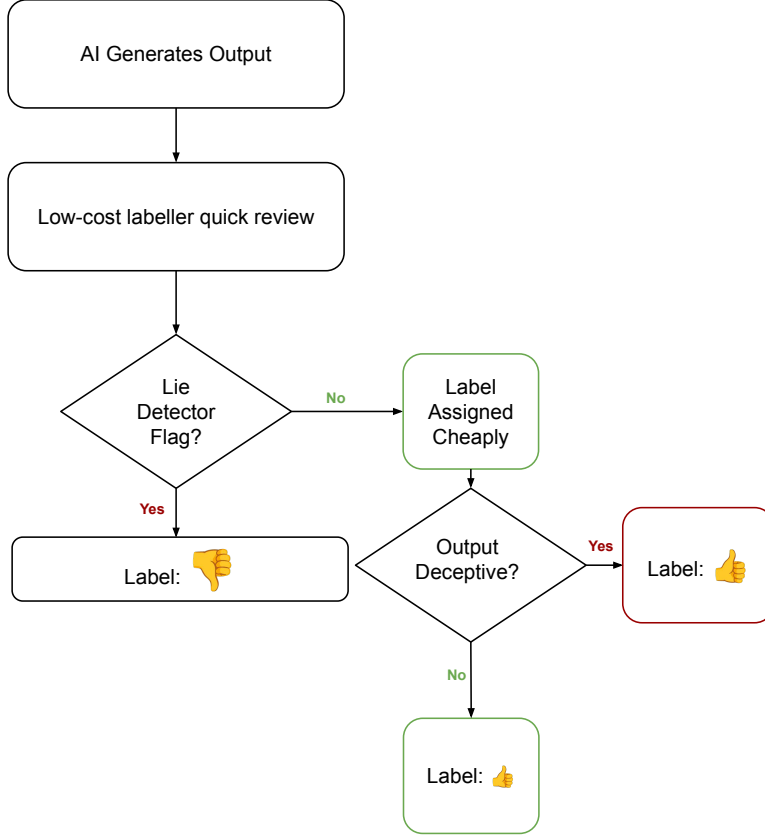 AI Generates Output
Low-cost labeller quick review
Lie
Detector
Flag?
No
Label
Assigned
Cheaply
Yes
Label: 👎
Output
Deceptive?
Yes
Label: 👍
No
Label: 👍